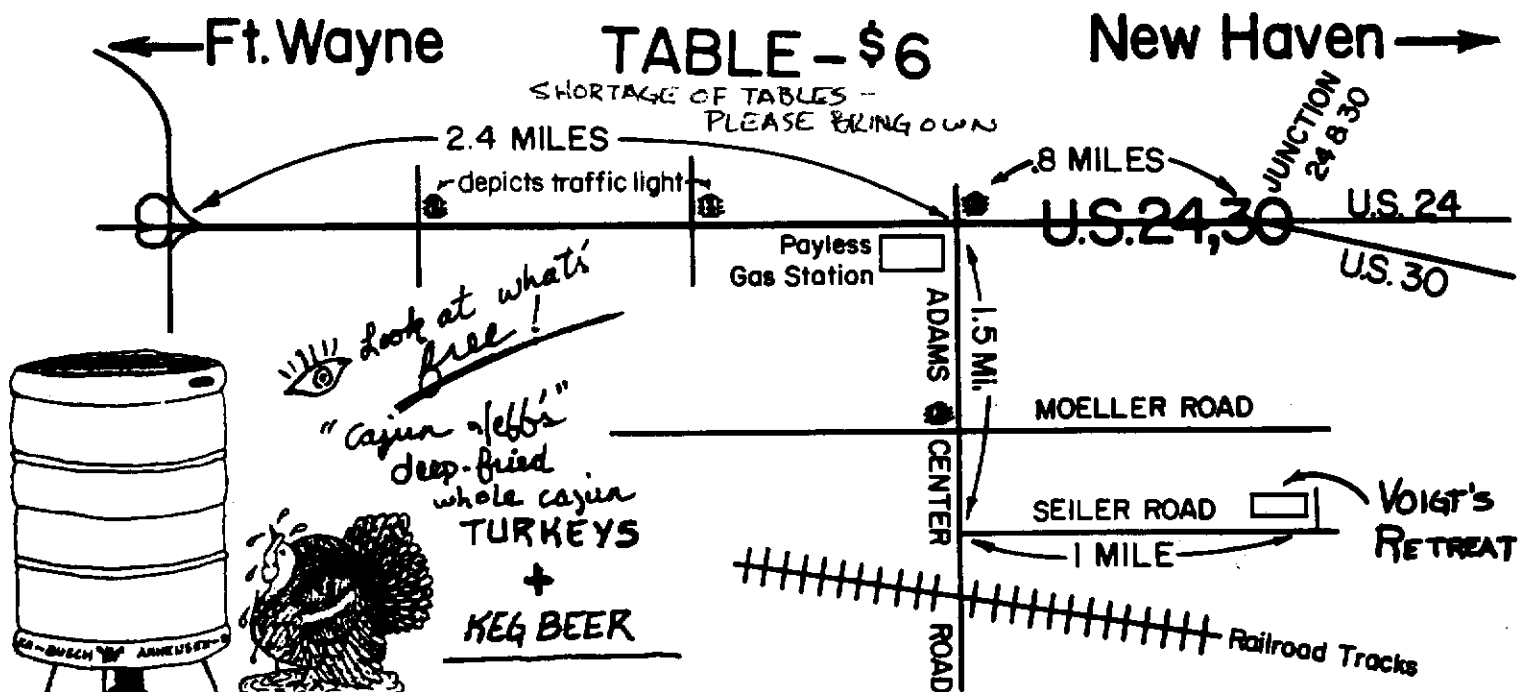 Ft. Wayne
TABLE - $6
New Haven
SHORTAGE OF TABLES -
PLEASE BRING OWN
JUNCTION
24 & 30
2.4 MILES
.8 MILES
depicts traffic light
U.S. 24,30
U.S. 24
U.S. 30
Payless
Gas Station
ADAMS CENTER ROAD
1.5 MI.
Look at what's'
free!
"Cajun Jeff's"
deep-fried
whole cajun
TURKEYS
+
KEG BEER
MOELLER ROAD
SEILER ROAD
VOIGT'S
RETREAT
1 MILE
Railroad Tracks
-BUSCH ANHEUSER-